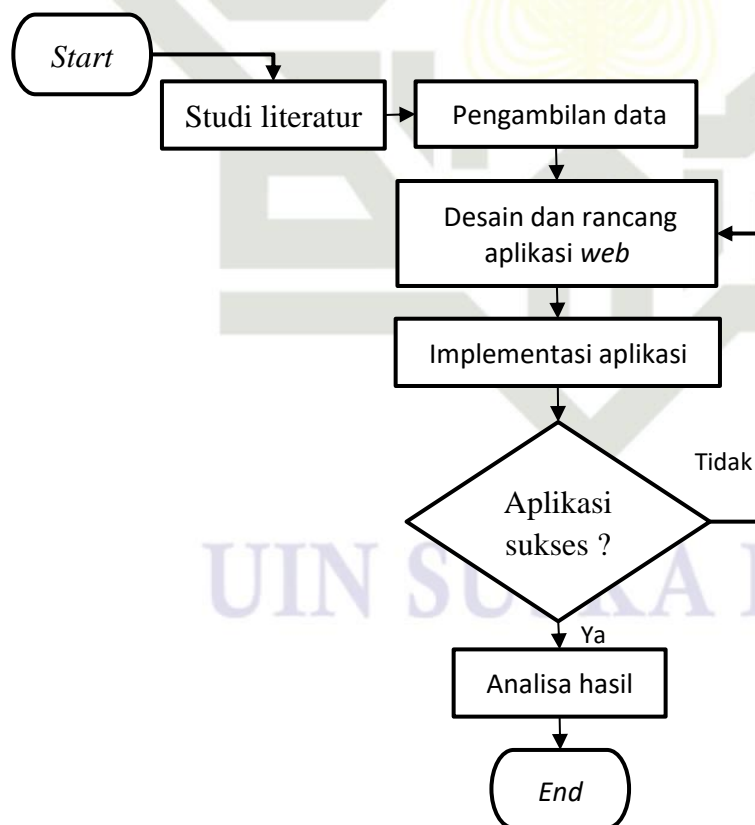 Start
Studi literatur
Pengambilan data
Desain dan rancang
aplikasi web
Implementasi aplikasi
Tidak
Aplikasi
sukses ?
Ya
Analisa hasil
End